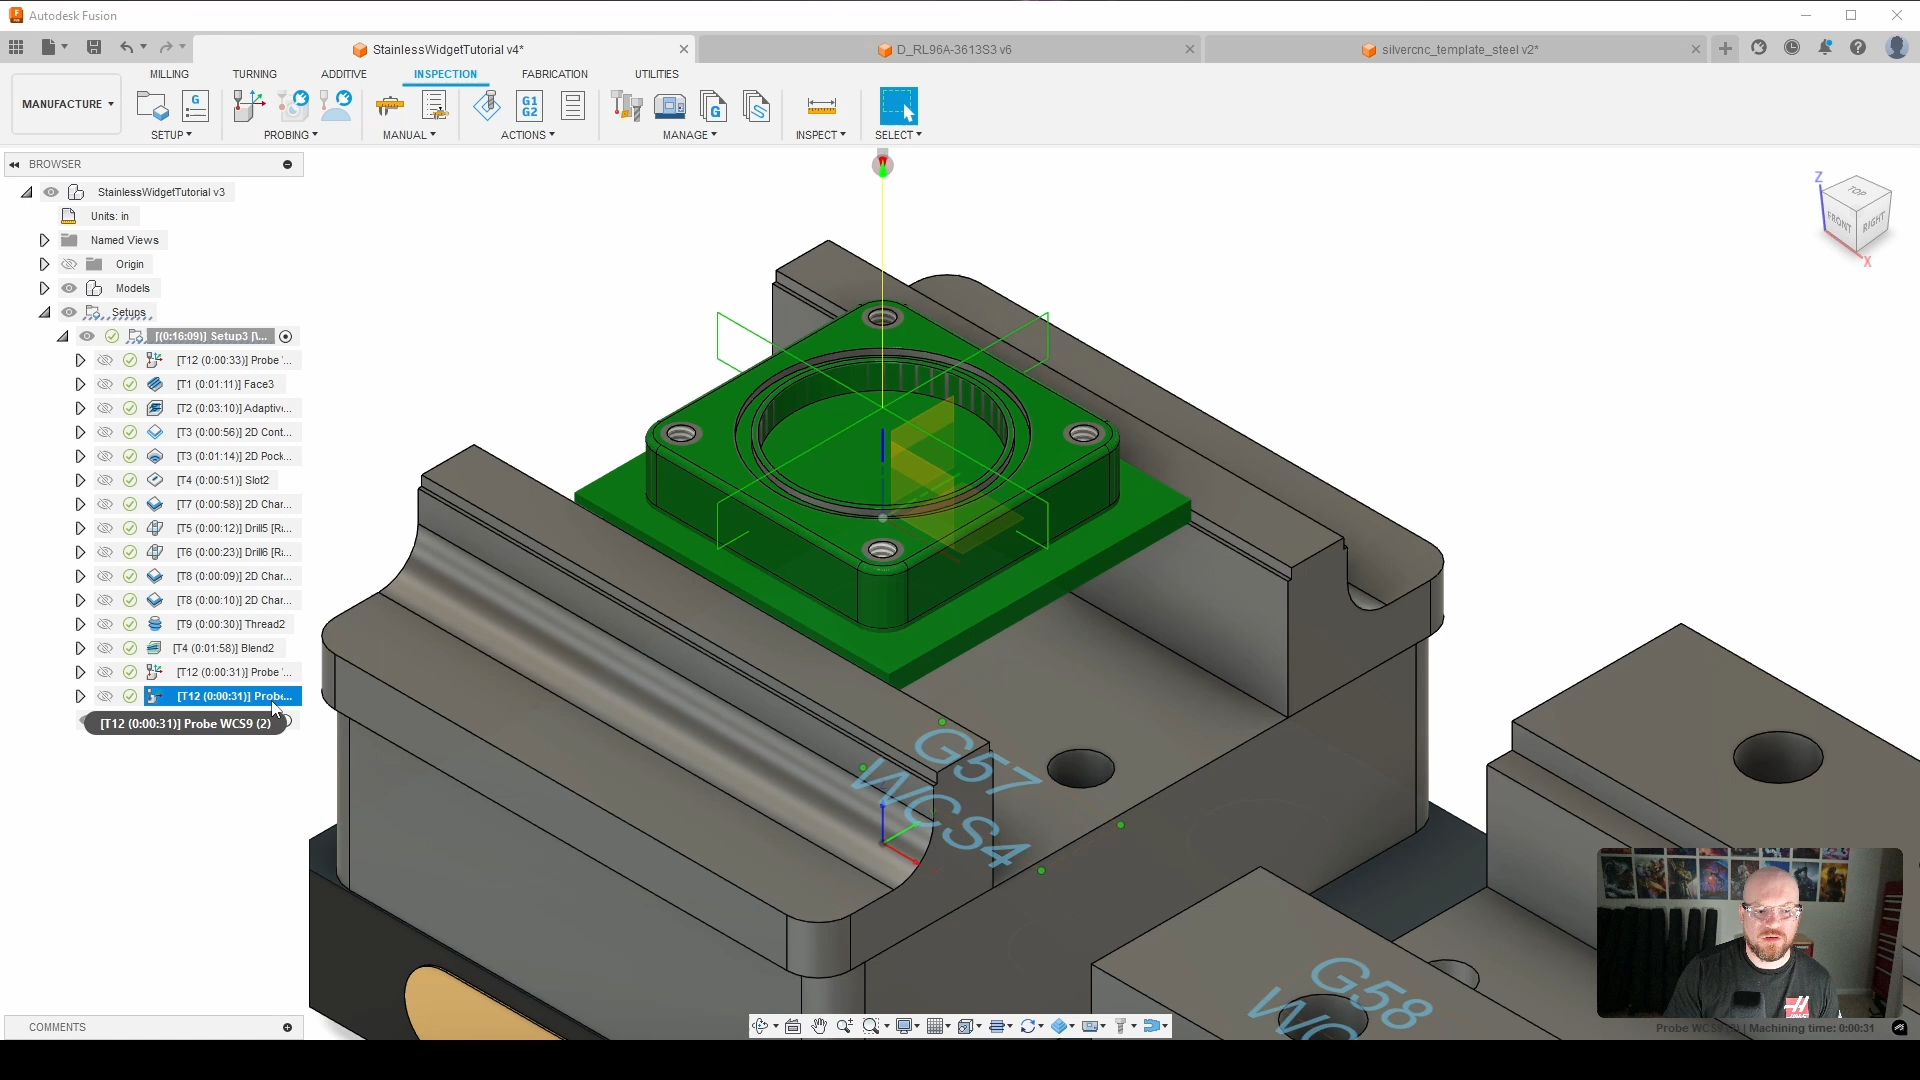 Autodesk Fusion
StainlessWidgetTutorial v4*
D_RL96A-3613S3 v6
silvercnc_template_steel v2*
MILLING
TURNING
ADDITIVE
INSPECTION
FABRICATION
UTILITIES
MANUFACTURE
G
G1
G2
G
SETUP
PROBING
MANUAL
ACTIONS
MANAGE
INSPECT
SELECT
BROWSER
StainlessWidgetTutorial v3
Units: in
Named Views
Origin
Models
Setups
[(0:16:09)] Setup3 [\...
[T12 (0:00:33)] Probe '...
[T1 (0:01:11)] Face3
[T2 (0:03:10)] Adaptiv...
[T3 (0:00:56)] 2D Cont...
[T3 (0:01:14)] 2D Pock...
[T4 (0:00:51)] Slot2
[T7 (0:00:58)] 2D Char...
[T5 (0:00:12)] Drill5 [R...
[T6 (0:00:23)] Drill6 [R...
[T8 (0:00:09)] 2D Char...
[T8 (0:00:10)] 2D Char...
[T9 (0:00:30)] Thread2
[T4 (0:01:58)] Blend2
[T12 (0:00:31)] Probe '...
[T12 (0:00:31)] Probe...
[T12 (0:00:31)] Probe WCS9 (2)
Z
TOP
FRONT
RIGHT
X
G57
WCS4
G58
COMMENTS
Machining time: 0:00:31